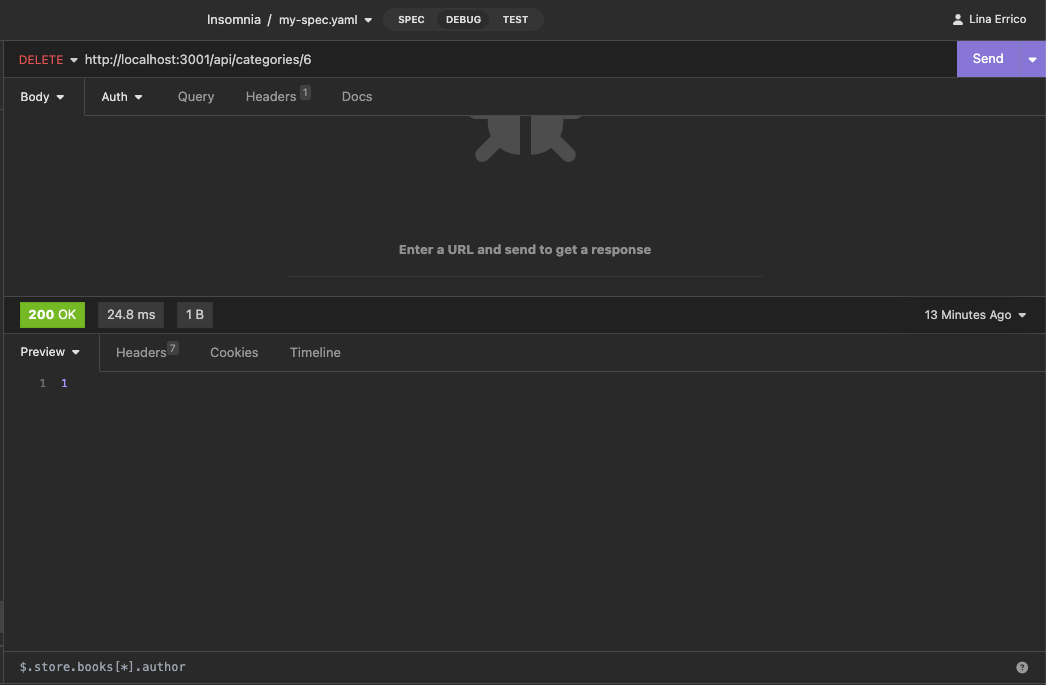 Insomnia / my-spec.yaml SPEC DEBUG TEST Lina Errico
DELETE http://localhost:3001/api/categories/6 Send
Body Auth Query Headers 1 Docs
Enter a URL and send to get a response
200 OK 24.8 ms 1 B 13 Minutes Ago
Preview Headers 7 Cookies Timeline
1 1
$.store.books[*].author ?